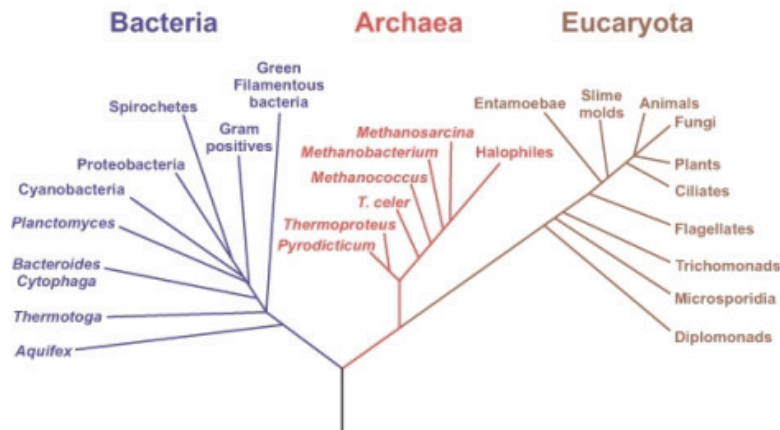 Bacteria
Archaea
Eucaryota
Green
Filamentous
bacteria
Spirochetes
Gram
positives
Proteobacteria
Cyanobacteria
Planctomyces
Bacteroides
Cytophaga
Thermotoga
Aquifex
Methanosarcina
Methanobacterium
Halophiles
Methanococcus
T. celer
Thermoproteus
Pyrodicticum
Entamoebae
Slime
molds
Animals
Fungi
Plants
Ciliates
Flagellates
Trichomonads
Microsporidia
Diplomonads